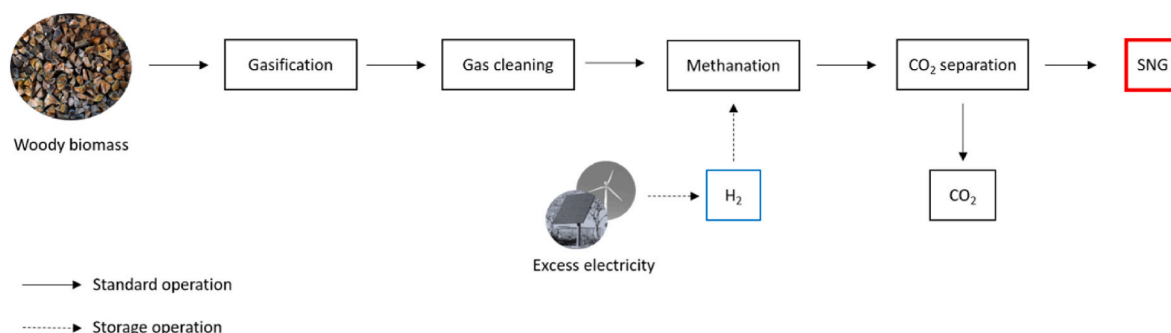 Gasification
Gas cleaning
Methanation
CO₂ separation
SNG
Woody biomass
H₂
CO₂
Excess electricity
Standard operation
Storage operation